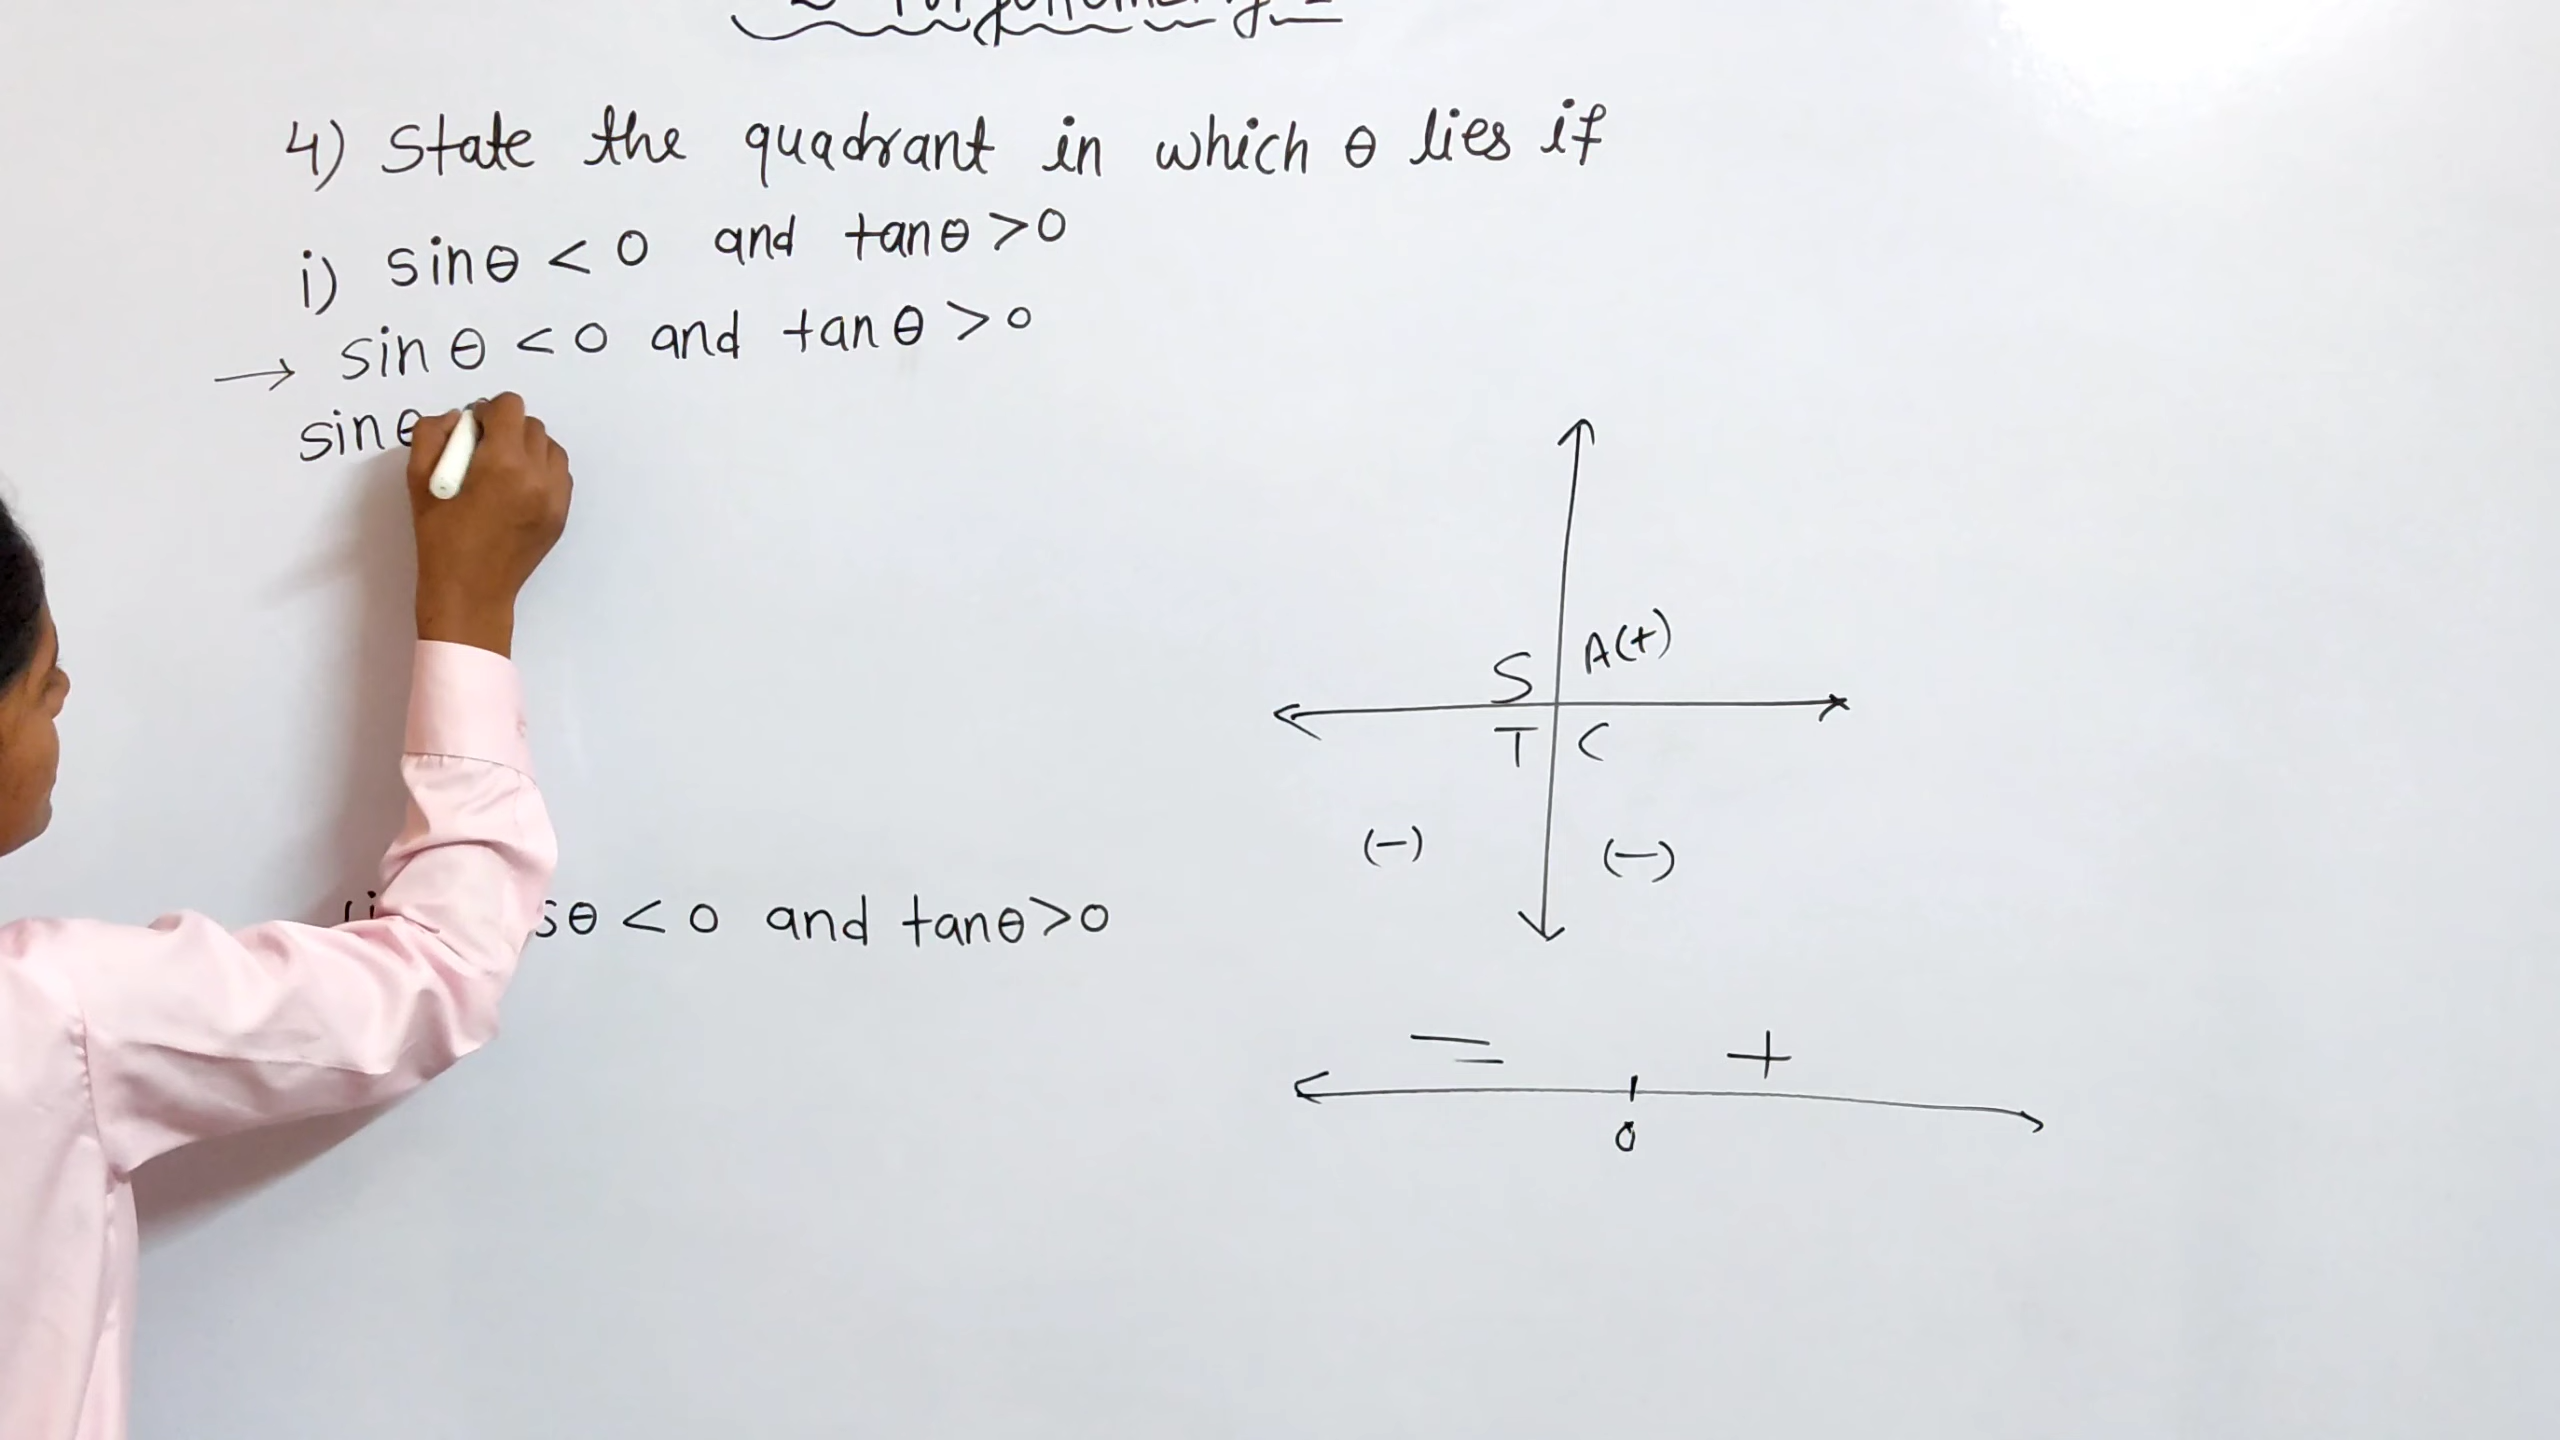 4) State the quadrant in which θ lies if
i) sinθ < 0 and tanθ > 0
→ sin θ < 0 and tan θ > 0
sinθ
sθ < 0 and tanθ > 0
S A(+)
T C
(-) (-)
= +
0